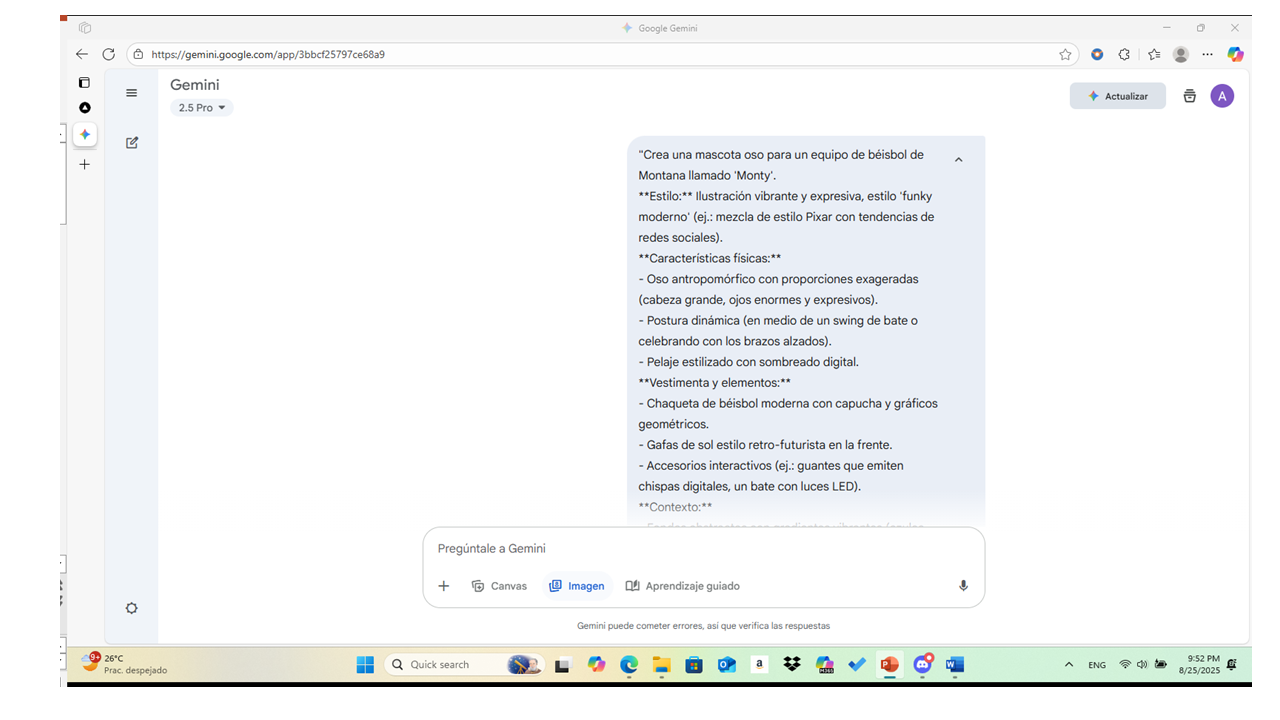 Google Gemini
https://gemini.google.com/app/3bbcf25797ce68a9
Gemini
2.5 Pro
Actualizar
A
"Crea una mascota oso para un equipo de béisbol de
Montana llamado 'Monty'.
**Estilo:** Ilustración vibrante y expresiva, estilo 'funky
moderno' (ej.: mezcla de estilo Pixar con tendencias de
redes sociales).
**Características físicas:**
- Oso antropomórfico con proporciones exageradas
(cabeza grande, ojos enormes y expresivos).
- Postura dinámica (en medio de un swing de bate o
celebrando con los brazos alzados).
- Pelaje estilizado con sombreado digital.
**Vestimenta y elementos:**
- Chaqueta de béisbol moderna con capucha y gráficos
geométricos.
- Gafas de sol estilo retro-futurista en la frente.
- Accesorios interactivos (ej.: guantes que emiten
chispas digitales, un bate con luces LED).
**Contexto:**
- Fondos abstractos con gradientes vibrantes
Pregúntale a Gemini
Canvas
Imagen
Aprendizaje guiado
Gemini puede cometer errores, así que verifica las respuestas
9+
26°C
Prac. despejado
Quick search
a
M365
ENG
9:52 PM
8/25/2025